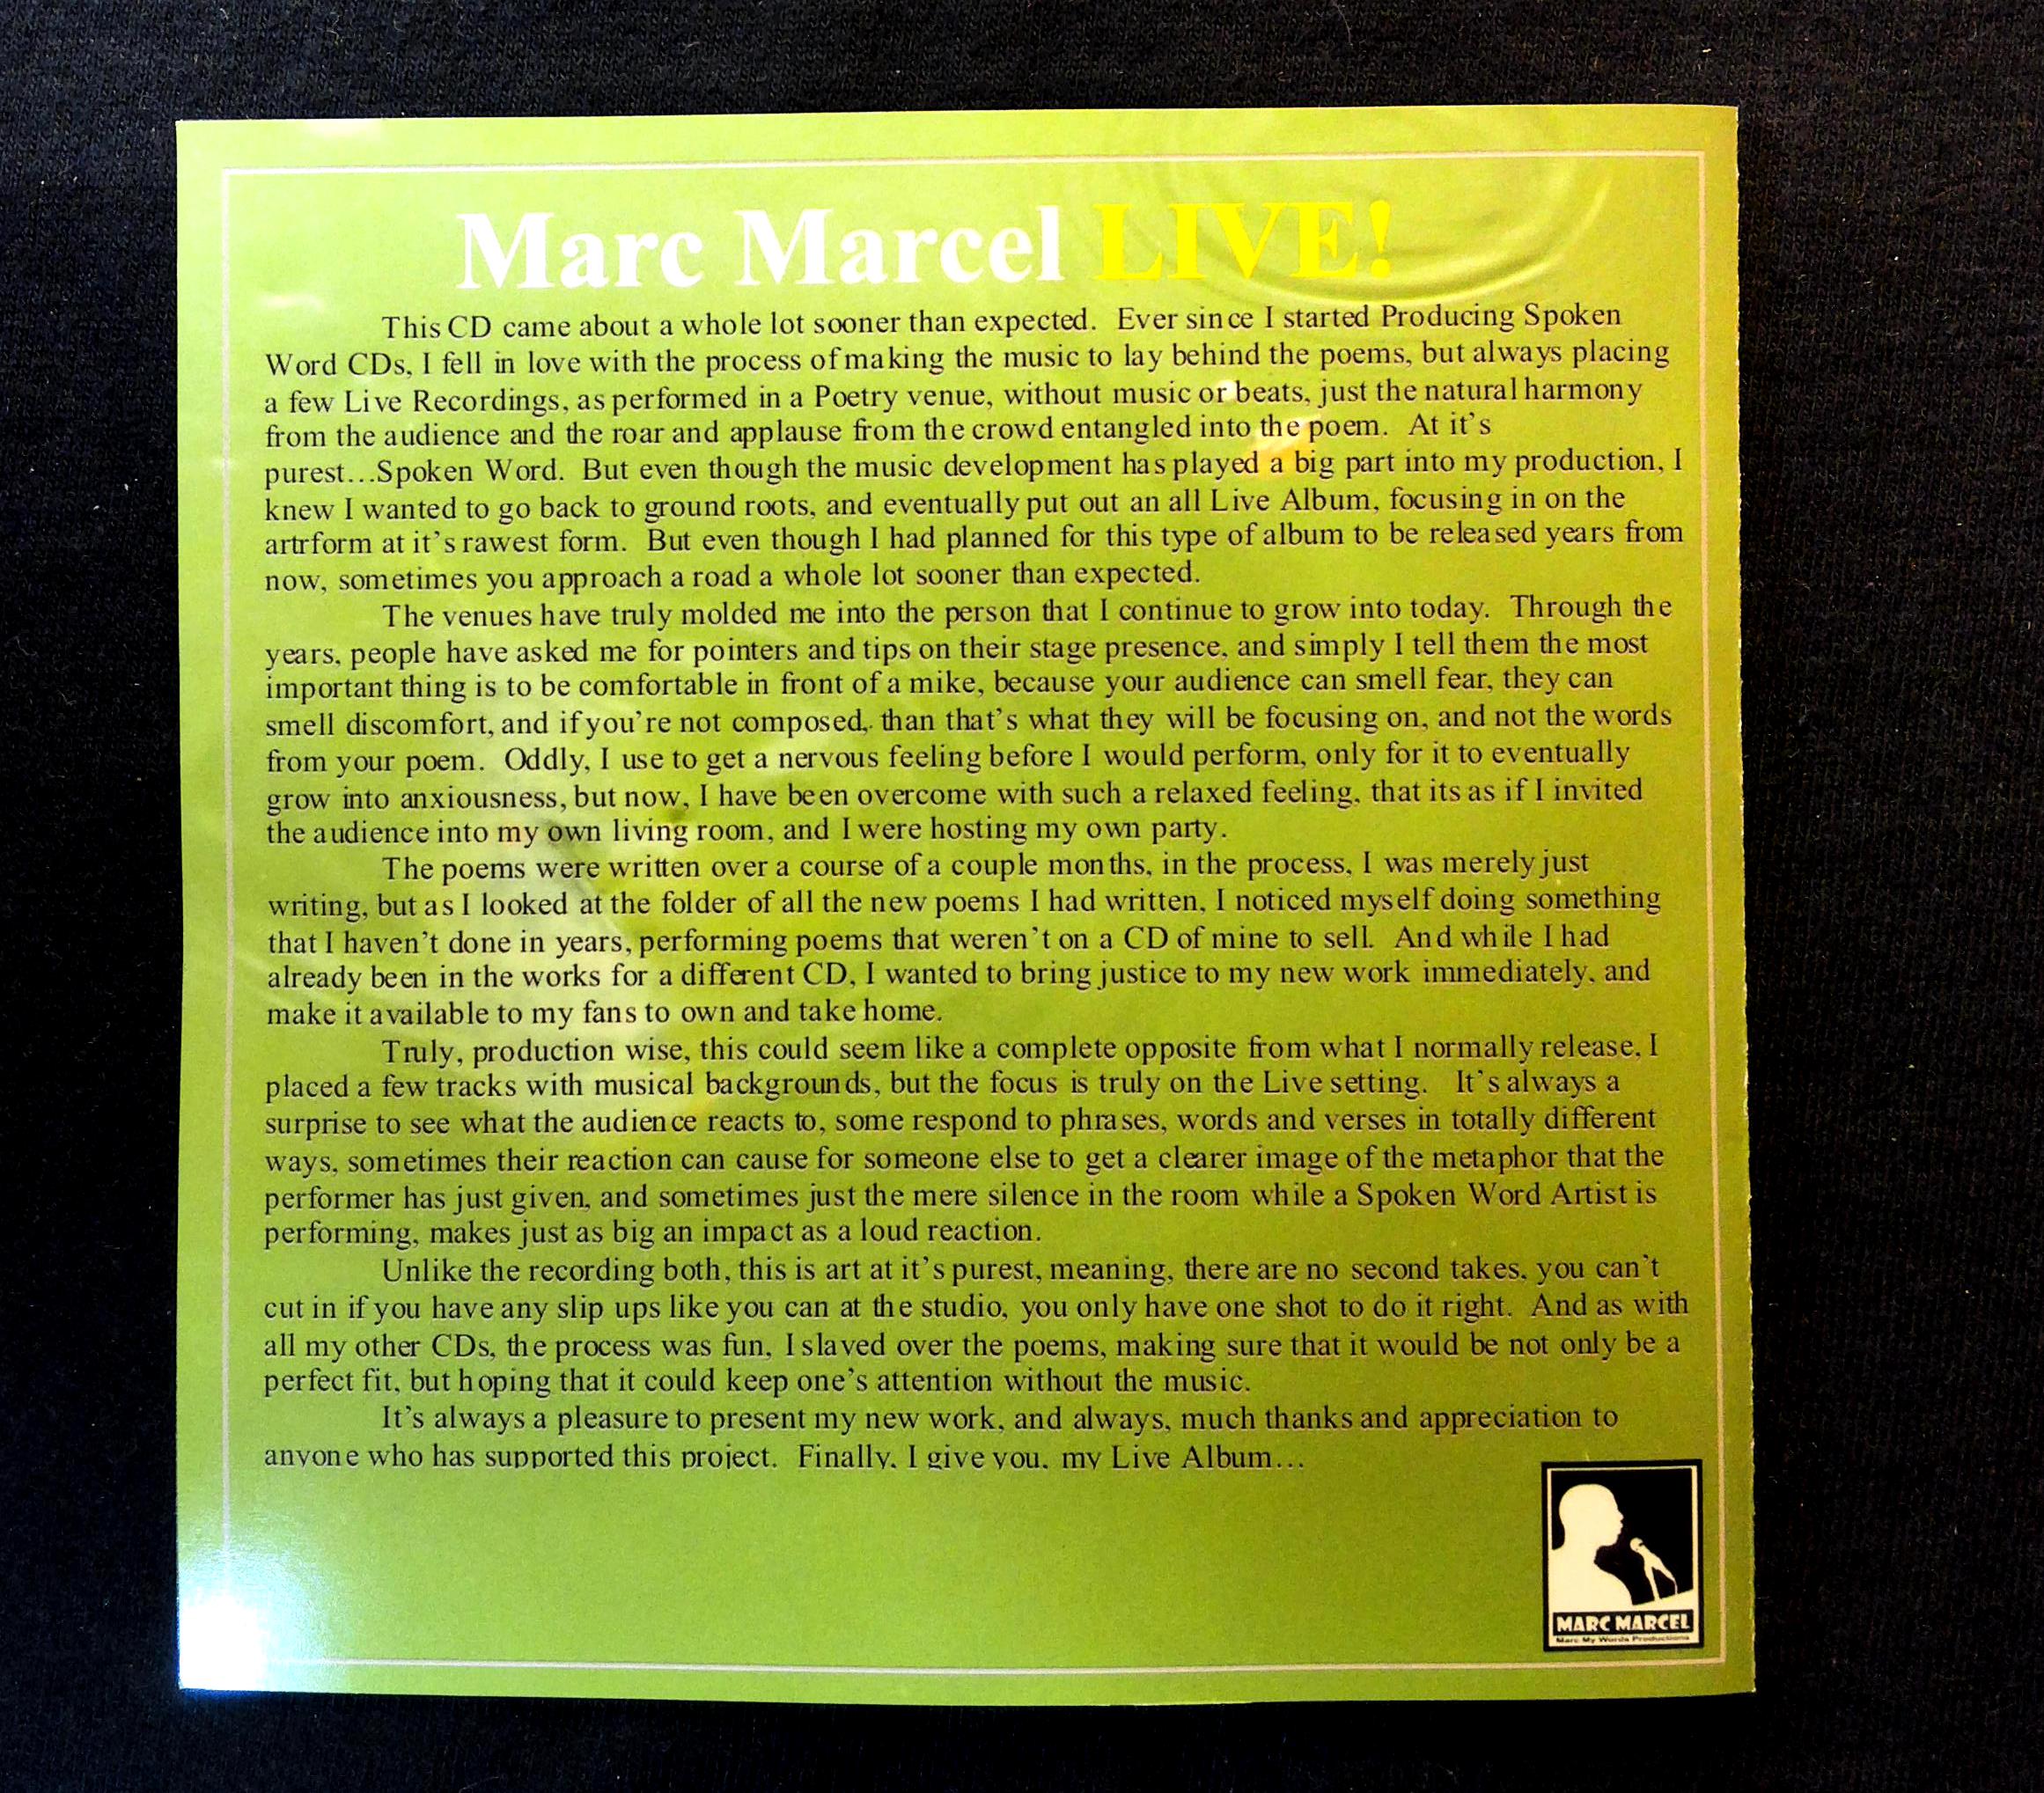 Marc Marcel LIVE!
This CD came about a whole lot sooner than expected. Ever since I started Producing Spoken
Word CDs, I fell in love with the process of making the music to lay behind the poems, but always placing
a few Live Recordings, as performed in a Poetry venue, without music or beats, just the natural harmony
from the audience and the roar and applause from the crowd entangled into the poem. At it's
purest...Spoken Word. But even though the music development has played a big part into my production, I
knew I wanted to go back to ground roots, and eventually put out an all Live Album, focusing in on the
artrform at it's rawest form. But even though I had planned for this type of album to be released years from
now, sometimes you approach a road a whole lot sooner than expected.
The venues have truly molded me into the person that I continue to grow into today. Through the
years, people have asked me for pointers and tips on their stage presence, and simply I tell them the most
important thing is to be comfortable in front of a mike, because your audience can smell fear, they can
smell discomfort, and if you're not composed, than that's what they will be focusing on, and not the words
from your poem. Oddly, I use to get a nervous feeling before I would perform, only for it to eventually
grow into anxiousness, but now, I have been overcome with such a relaxed feeling, that its as if I invited
the audience into my own living room, and I were hosting my own party.
The poems were written over a course of a couple months, in the process, I was merely just
writing, but as I looked at the folder of all the new poems I had written, I noticed myself doing something
that I haven't done in years, performing poems that weren't on a CD of mine to sell. And while I had
already been in the works for a different CD, I wanted to bring justice to my new work immediately, and
make it available to my fans to own and take home.
Truly, production wise, this could seem like a complete opposite from what I normally release, I
placed a few tracks with musical backgrounds, but the focus is truly on the Live setting. It's always a
surprise to see what the audience reacts to, some respond to phrases, words and verses in totally different
ways, sometimes their reaction can cause for someone else to get a clearer image of the metaphor that the
performer has just given, and sometimes just the mere silence in the room while a Spoken Word Artist is
performing, makes just as big an impact as a loud reaction.
Unlike the recording both, this is art at it's purest, meaning, there are no second takes, you can't
cut in if you have any slip ups like you can at the studio, you only have one shot to do it right. And as with
all my other CDs, the process was fun, I slaved over the poems, making sure that it would be not only be a
perfect fit, but hoping that it could keep one's attention without the music.
It's always a pleasure to present my new work, and always, much thanks and appreciation to
anyone who has supported this project. Finally, I give you, my Live Album...
MARC MARCEL
Marc My Words Productions